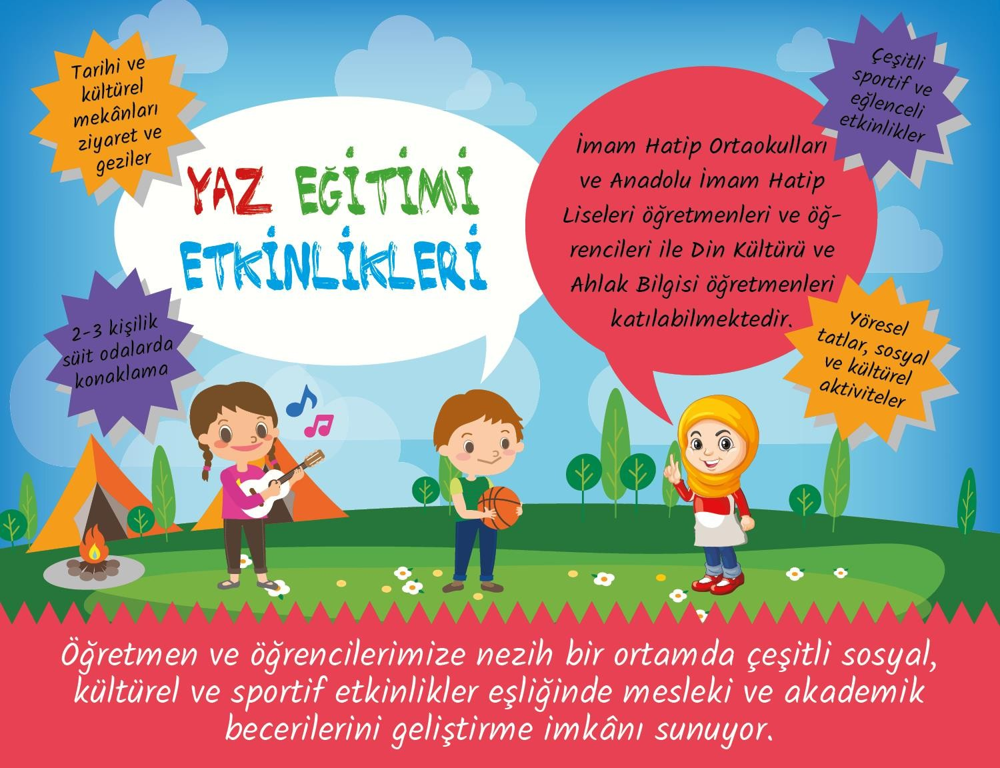 Tarihi ve
kültürel
mekânları
ziyaret ve
geziler
YAZ EĞİTİMİ
ETKİNLİKLERİ
2-3 kişilik
süit odalarda
konaklama
İmam Hatip Ortaokulları
ve Anadolu İmam Hatip
Liseleri öğretmenleri ve öğ-
rencileri ile Din Kültürü ve
Ahlak Bilgisi öğretmenleri
katılabilmektedir.
Çeşitli
sportif ve
eğlenceli
etkinlikler
Yöresel
tatlar, sosyal
ve kültürel
aktiviteler
Öğretmen ve öğrencilerimize nezih bir ortamda çeşitli sosyal,
kültürel ve sportif etkinlikler eşliğinde mesleki ve akademik
becerilerini geliştirme imkânı sunuyor.